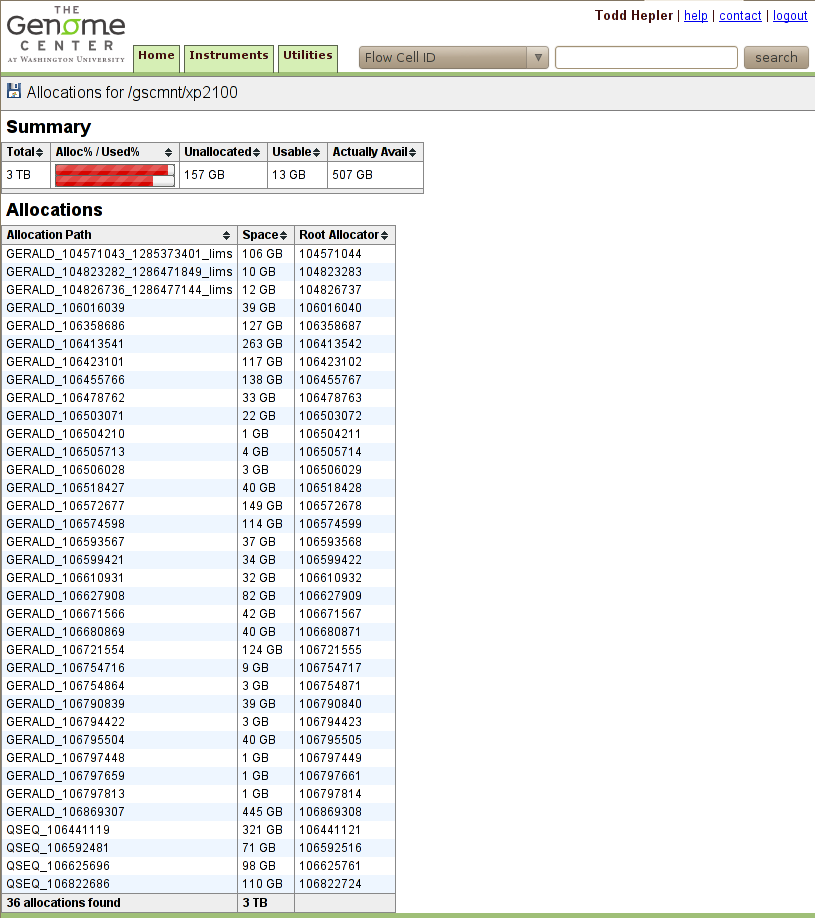 THE
Genome
CENTER
AT WASHINGTON UNIVERSITY
Todd Hepler | help | contact | logout
Home Instruments Utilities Flow Cell ID search
Allocations for /gscmnt/xp2100
Summary
Total Alloc% / Used% Unallocated Usable Actually Avail
3 TB 157 GB 13 GB 507 GB
Allocations
Allocation Path Space Root Allocator
GERALD_104571043_1285373401_lims 106 GB 104571044
GERALD_104823282_1286471849_lims 10 GB 104823283
GERALD_104826736_1286477144_lims 12 GB 104826737
GERALD_106016039 39 GB 106016040
GERALD_106358686 127 GB 106358687
GERALD_106413541 263 GB 106413542
GERALD_106423101 117 GB 106423102
GERALD_106455766 138 GB 106455767
GERALD_106478762 33 GB 106478763
GERALD_106503071 22 GB 106503072
GERALD_106504210 1 GB 106504211
GERALD_106505713 4 GB 106505714
GERALD_106506028 3 GB 106506029
GERALD_106518427 40 GB 106518428
GERALD_106572677 149 GB 106572678
GERALD_106574598 114 GB 106574599
GERALD_106593567 37 GB 106593568
GERALD_106599421 34 GB 106599422
GERALD_106610931 32 GB 106610932
GERALD_106627908 82 GB 106627909
GERALD_106671566 42 GB 106671567
GERALD_106680869 40 GB 106680871
GERALD_106721554 124 GB 106721555
GERALD_106754716 9 GB 106754717
GERALD_106754864 3 GB 106754871
GERALD_106790839 39 GB 106790840
GERALD_106794422 3 GB 106794423
GERALD_106795504 40 GB 106795505
GERALD_106797448 1 GB 106797449
GERALD_106797659 1 GB 106797661
GERALD_106797813 1 GB 106797814
GERALD_106869307 445 GB 106869308
QSEQ_106441119 321 GB 106441121
QSEQ_106592481 71 GB 106592516
QSEQ_106625696 98 GB 106625761
QSEQ_106822686 110 GB 106822724
36 allocations found 3 TB